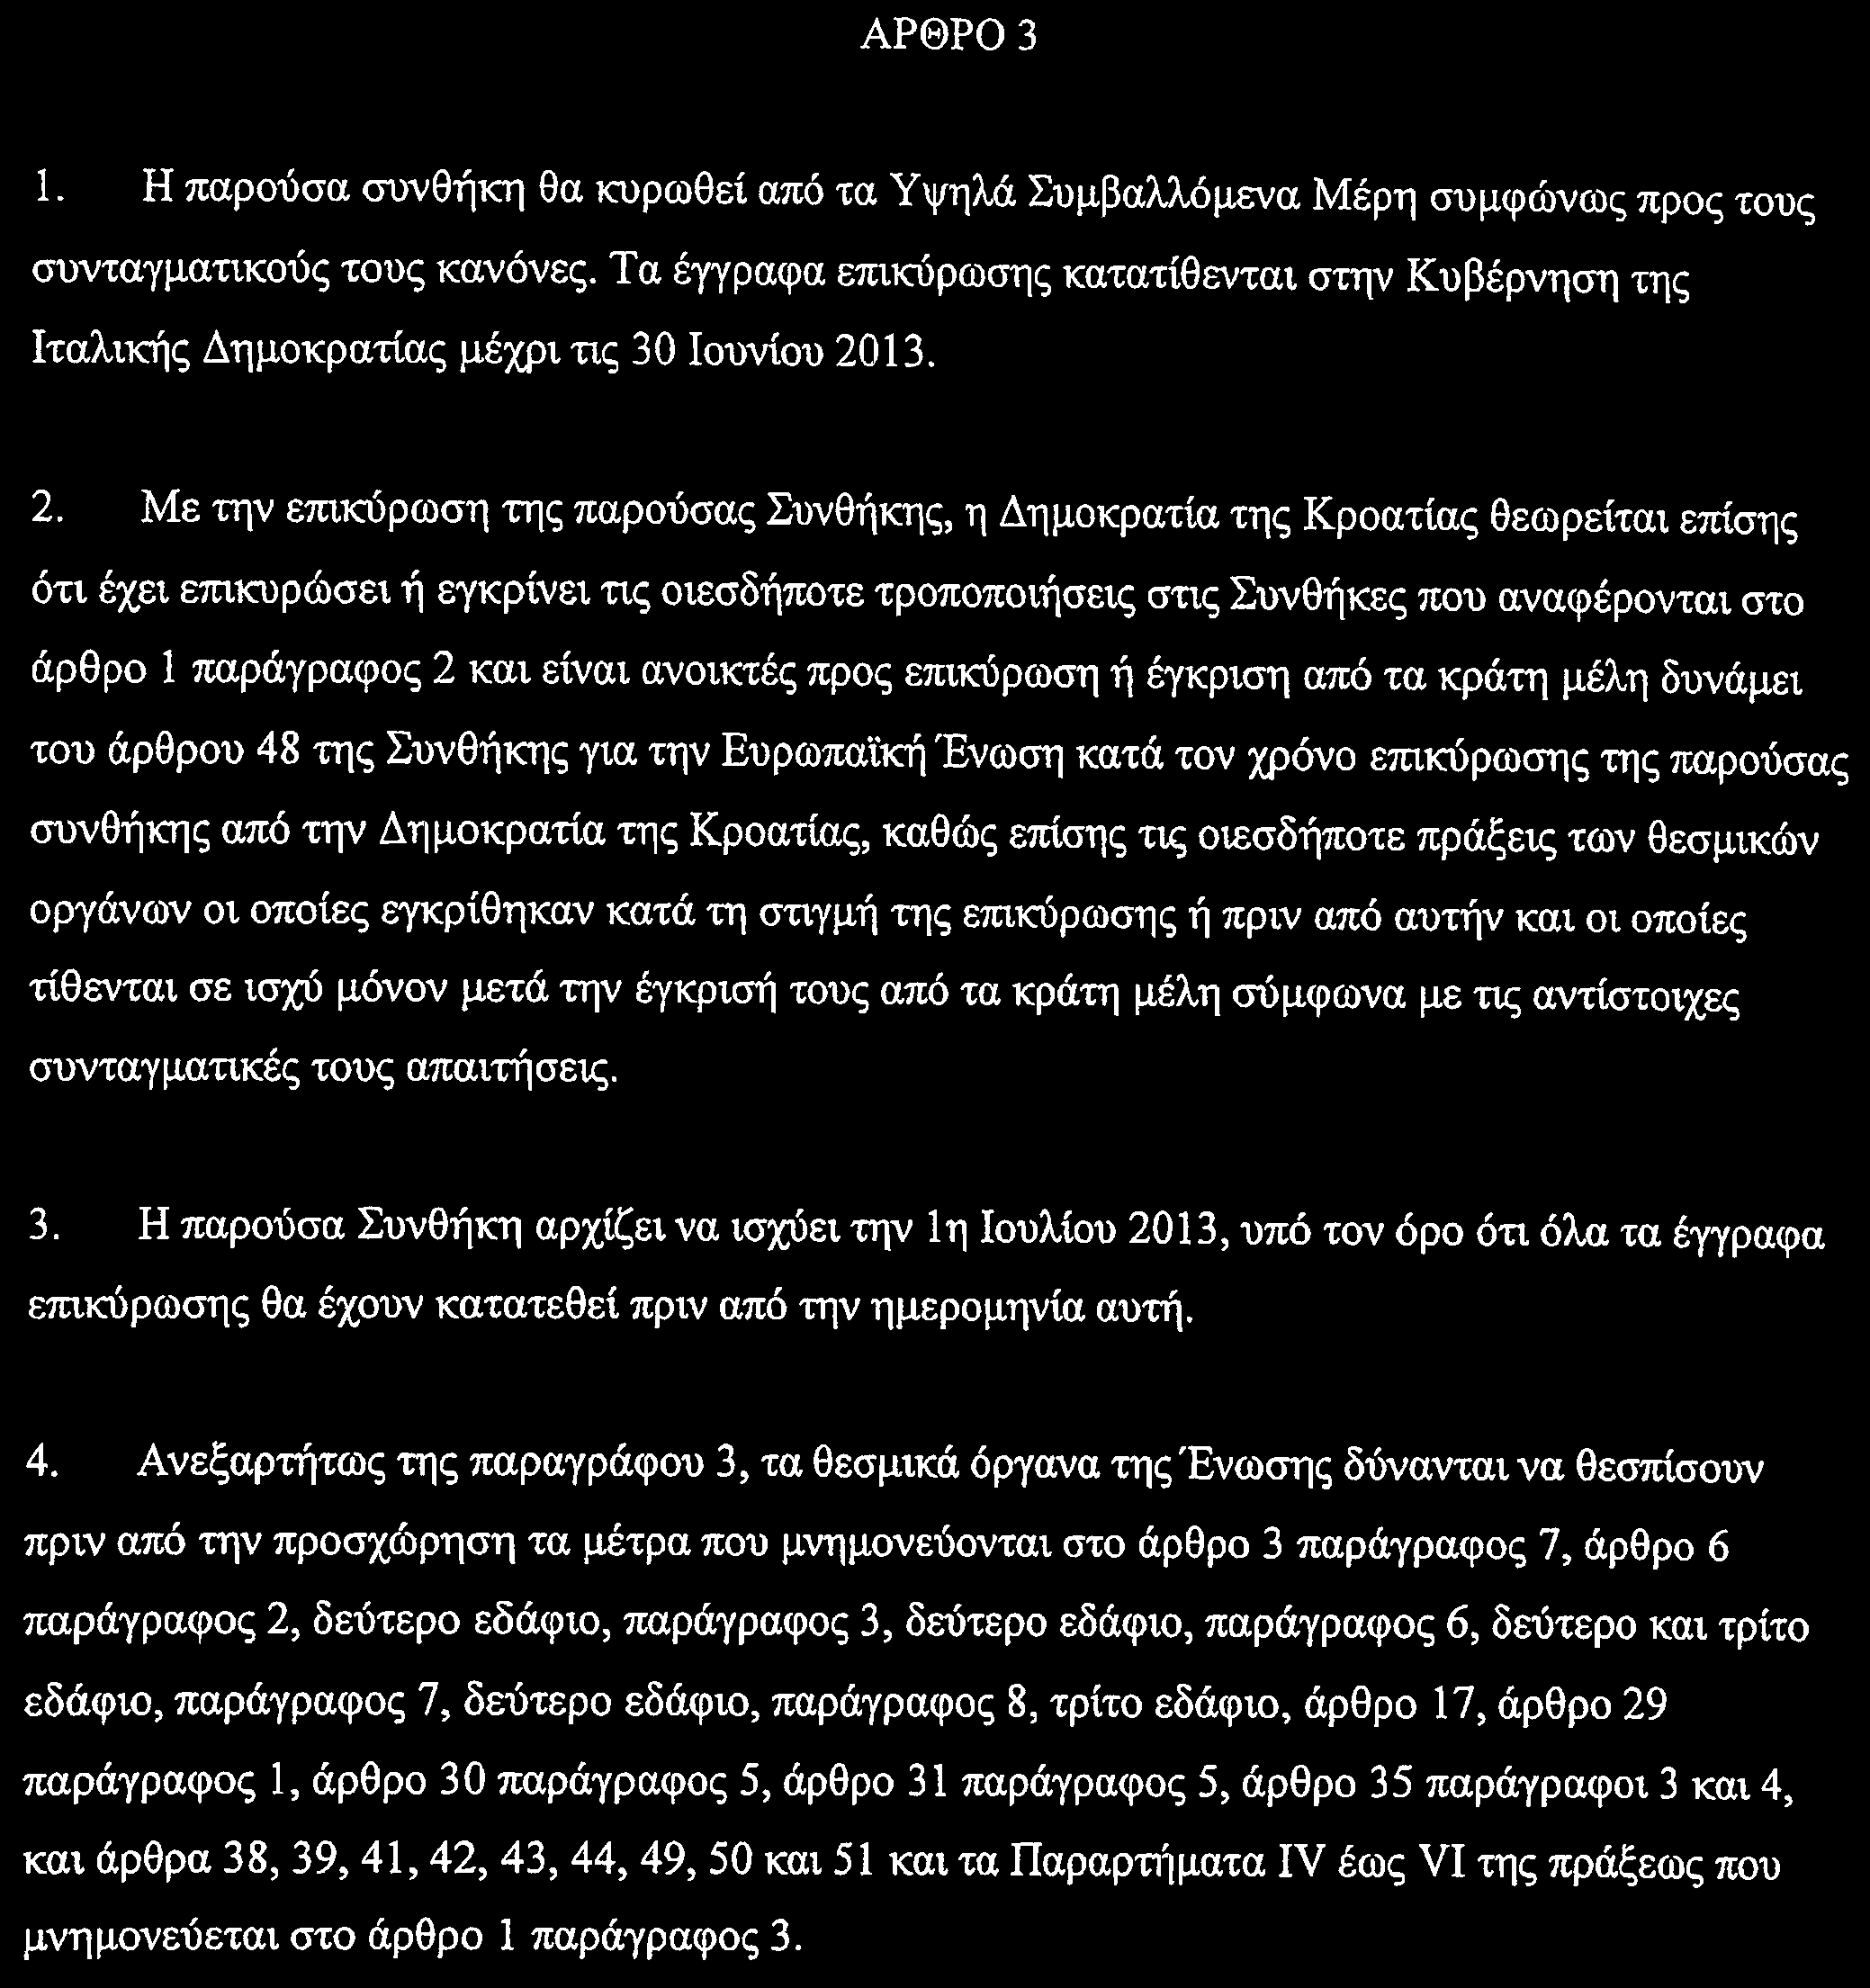 ΑΡΘΡΟ 3
1. Η παρούσα συνθήκη θα κυρωθεί από τα Υψηλά Συμβαλλόμενα Μέρη συμφώνως προς τους
συνταγματικούς τους κανόνες. Τα έγγραφα επικύρωσης κατατίθενται στην Κυβέρνηση της
Ιταλικής Δημοκρατίας μέχρι τις 30 Ιουνίου 2013.
2. Με την επικύρωση της παρούσας Συνθήκης, η Δημοκρατία της Κροατίας θεωρείται επίσης
ότι έχει επικυρώσει ή εγκρίνει τις οιεσδήποτε τροποποιήσεις στις Συνθήκες που αναφέρονται στο
άρθρο 1 παράγραφος 2 και είναι ανοικτές προς επικύρωση ή έγκριση από τα κράτη μέλη δυνάμει
του άρθρου 48 της Συνθήκης για την Ευρωπαϊκή Ένωση κατά τον χρόνο επικύρωσης της παρούσας
συνθήκης από την Δημοκρατία της Κροατίας, καθώς επίσης τις οιεσδήποτε πράξεις των θεσμικών
οργάνων οι οποίες εγκρίθηκαν κατά τη στιγμή της επικύρωσης ή πριν από αυτήν και οι οποίες
τίθενται σε ισχύ μόνον μετά την έγκρισή τους από τα κράτη μέλη σύμφωνα με τις αντίστοιχες
συνταγματικές τους απαιτήσεις.
3. Η παρούσα Συνθήκη αρχίζει να ισχύει την 1η Ιουλίου 2013, υπό τον όρο ότι όλα τα έγγραφα
επικύρωσης θα έχουν κατατεθεί πριν από την ημερομηνία αυτή.
4. Ανεξαρτήτως της παραγράφου 3, τα θεσμικά όργανα της Ένωσης δύνανται να θεσπίσουν
πριν από την προσχώρηση τα μέτρα που μνημονεύονται στο άρθρο 3 παράγραφος 7, άρθρο 6
παράγραφος 2, δεύτερο εδάφιο, παράγραφος 3, δεύτερο εδάφιο, παράγραφος 6, δεύτερο και τρίτο
εδάφιο, παράγραφος 7, δεύτερο εδάφιο, παράγραφος 8, τρίτο εδάφιο, άρθρο 17, άρθρο 29
παράγραφος 1, άρθρο 30 παράγραφος 5, άρθρο 31 παράγραφος 5, άρθρο 35 παράγραφοι 3 και 4,
και άρθρα 38, 39, 41, 42, 43, 44, 49, 50 και 51 και τα Παραρτήματα IV έως VI της πράξεως που
μνημονεύεται στο άρθρο 1 παράγραφος 3.